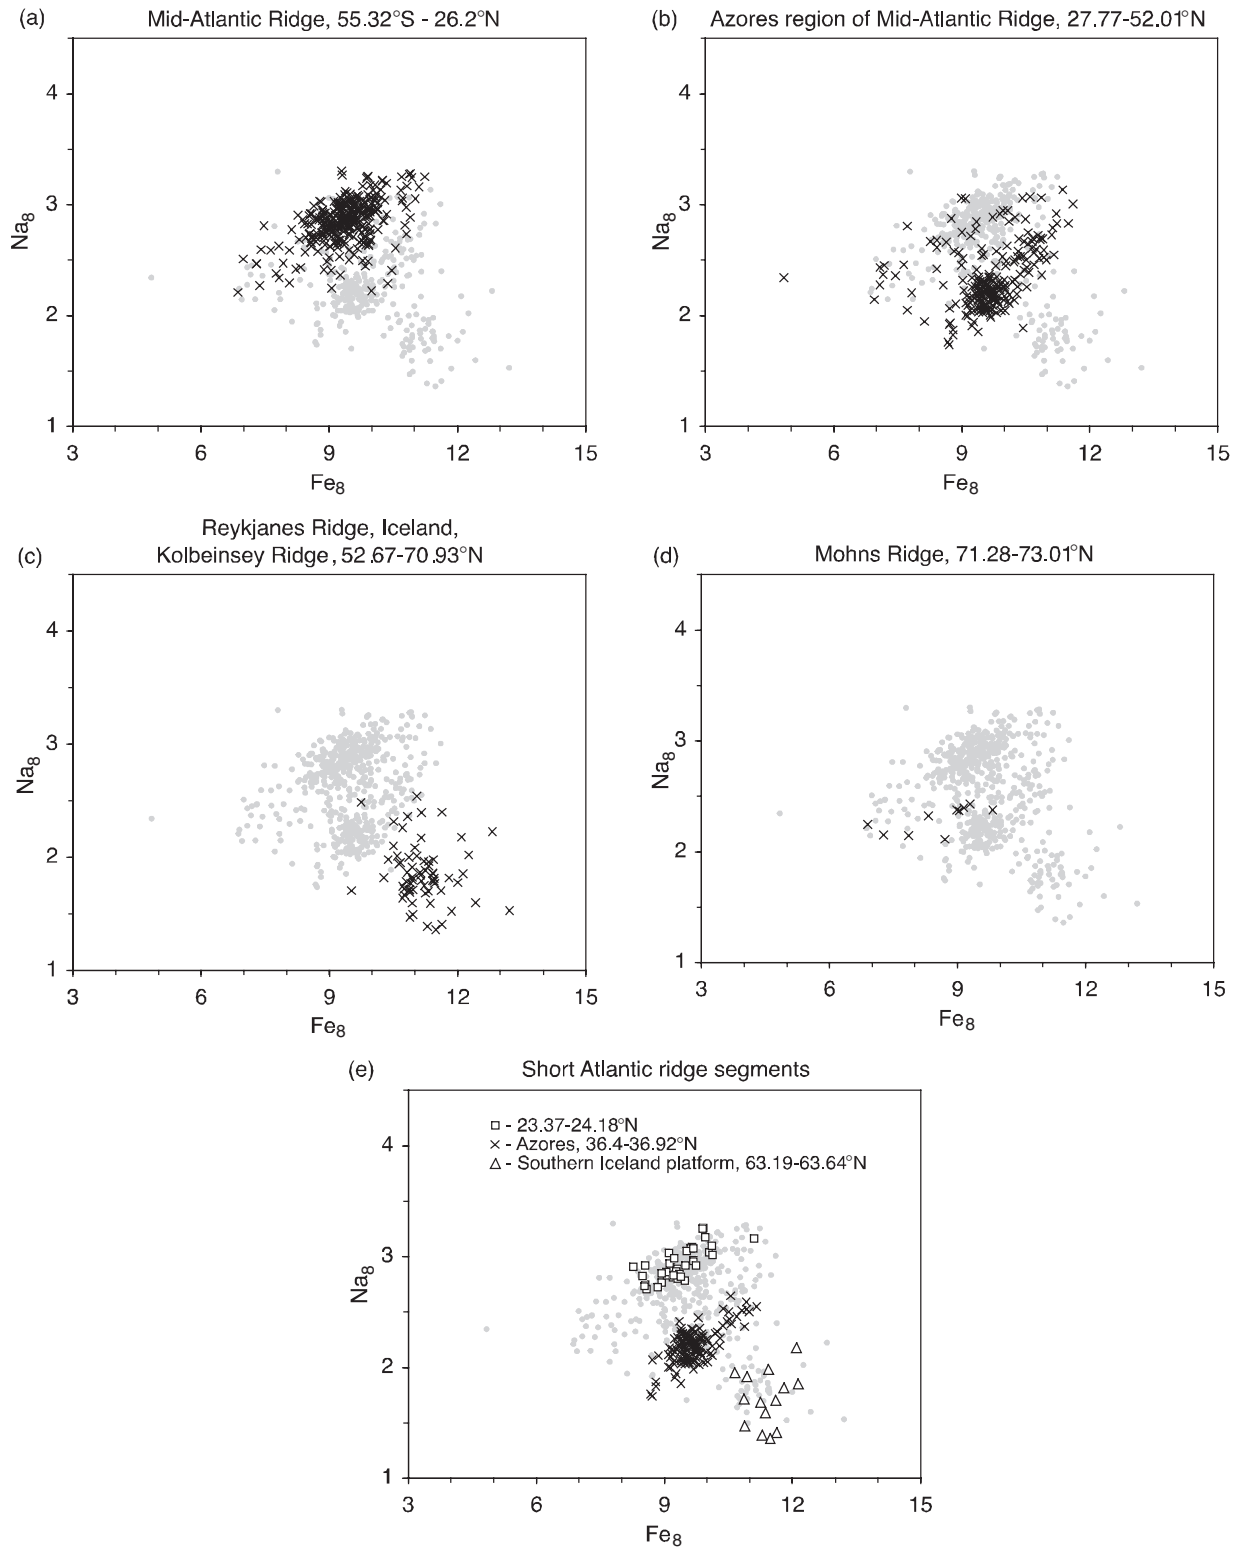 (a) Mid-Atlantic Ridge, 55.32°S - 26.2°N
4
3
2
1
Na8
3 6 9 12 15
Fe8
(b) Azores region of Mid-Atlantic Ridge, 27.77-52.01°N
4
3
2
1
Na8
3 6 9 12 15
Fe8
Reykjanes Ridge, Iceland,
(c) Kolbeinsey Ridge, 52.67-70.93°N
4
3
2
1
Na8
3 6 9 12 15
Fe8
(d) Mohns Ridge, 71.28-73.01°N
4
3
2
1
Na8
3 6 9 12 15
Fe8
(e) Short Atlantic ridge segments
□ - 23.37-24.18°N
× - Azores, 36.4-36.92°N
△ - Southern Iceland platform, 63.19-63.64°N
4
3
2
1
Na8
3 6 9 12 15
Fe8